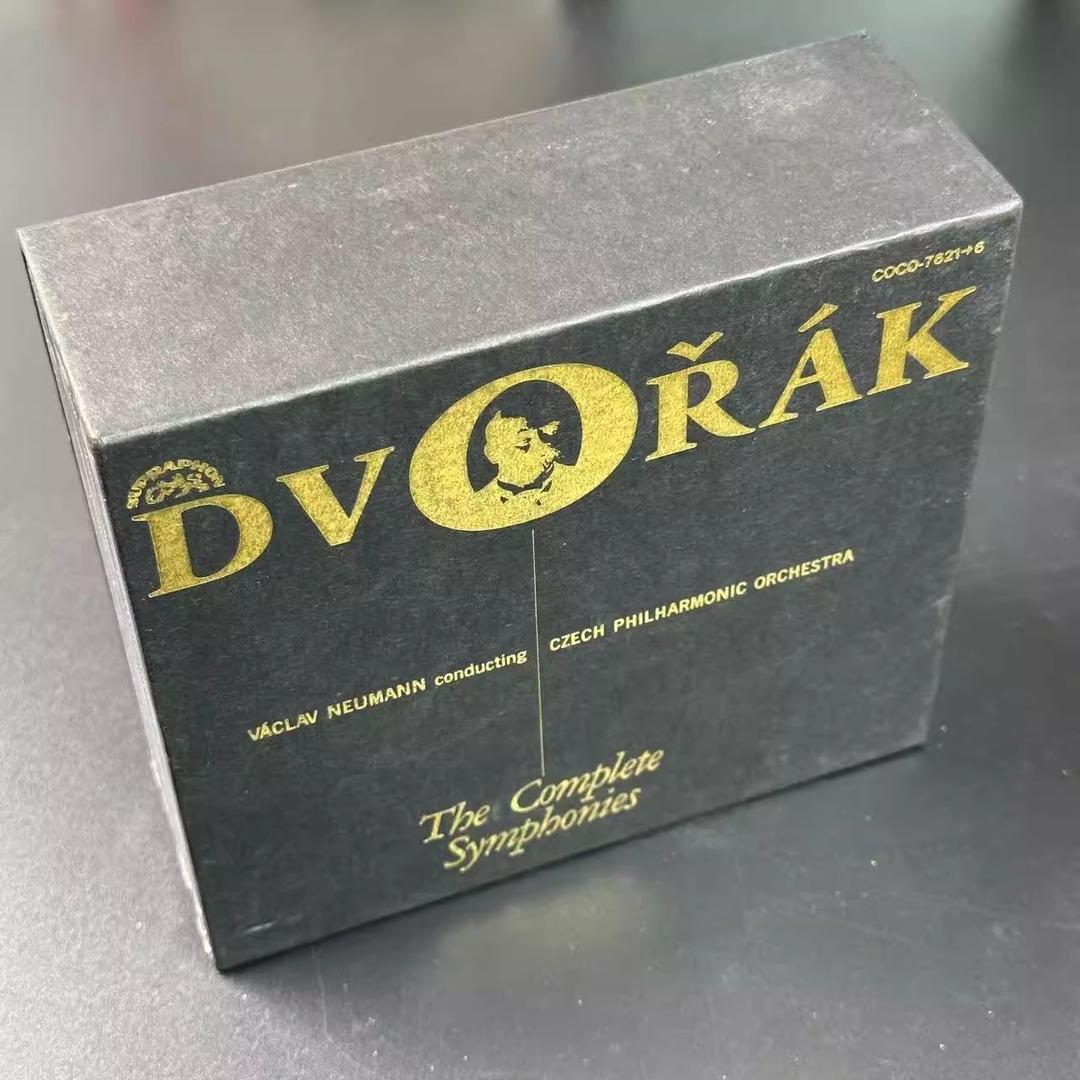 COCO-7621→6
SUPRAPHON
DVOŘÁK
VÁCLAV NEUMANN conducting
CZECH PHILHARMONIC ORCHESTRA
The Complete
Symphonies